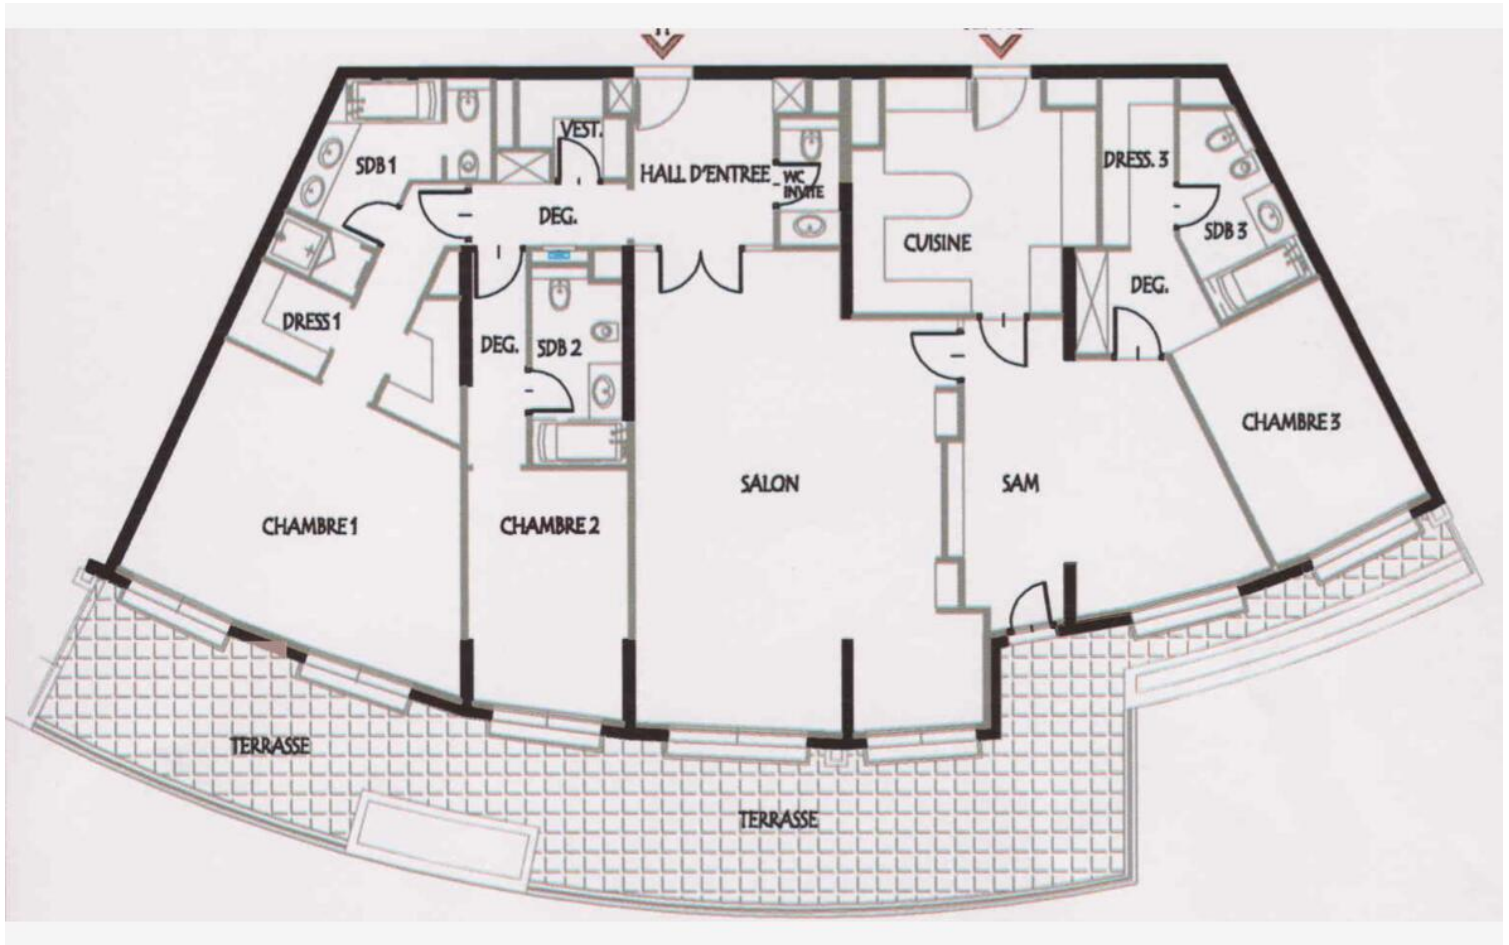 VEST.
SDB 1
DRESS. 3
HALL D'ENTREE
WC
INVITE
DEG.
SDB 3
CUISINE
DEG.
DRESS 1
DEG.
SDB 2
CHAMBRE 3
SALON
SAM
CHAMBRE 1
CHAMBRE 2
TERRASSE
TERRASSE